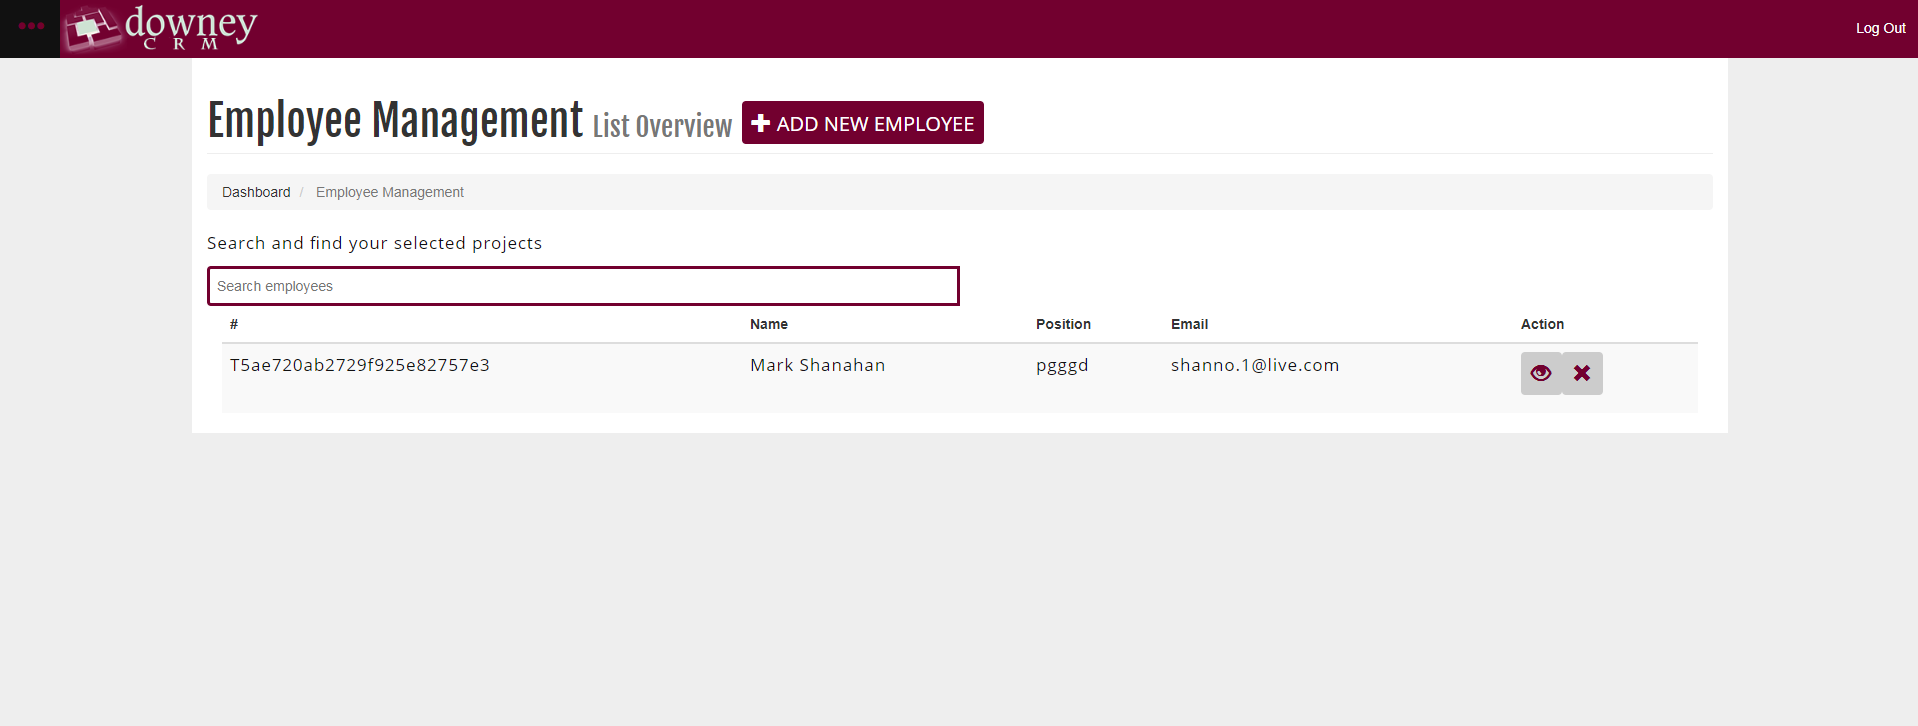 downey
CRM
Log Out
Employee Management List Overview ADD NEW EMPLOYEE
Dashboard / Employee Management
Search and find your selected projects
Search employees
# Name Position Email Action
T5ae720ab2729f925e82757e3 Mark Shanahan pgggd shanno.1@live.com